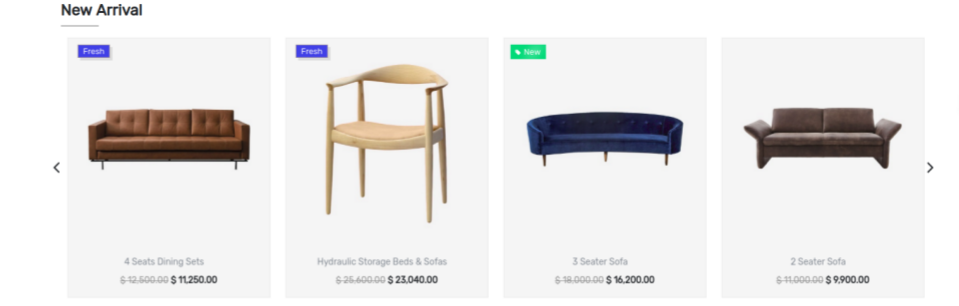 New Arrival
Fresh
Fresh
New
4 Seats Dining Sets
$ 12,500.00 $ 11,250.00
Hydraulic Storage Beds & Sofas
$ 25,600.00 $ 23,040.00
3 Seater Sofa
$ 18,000.00 $ 16,200.00
2 Seater Sofa
$ 11,000.00 $ 9,900.00